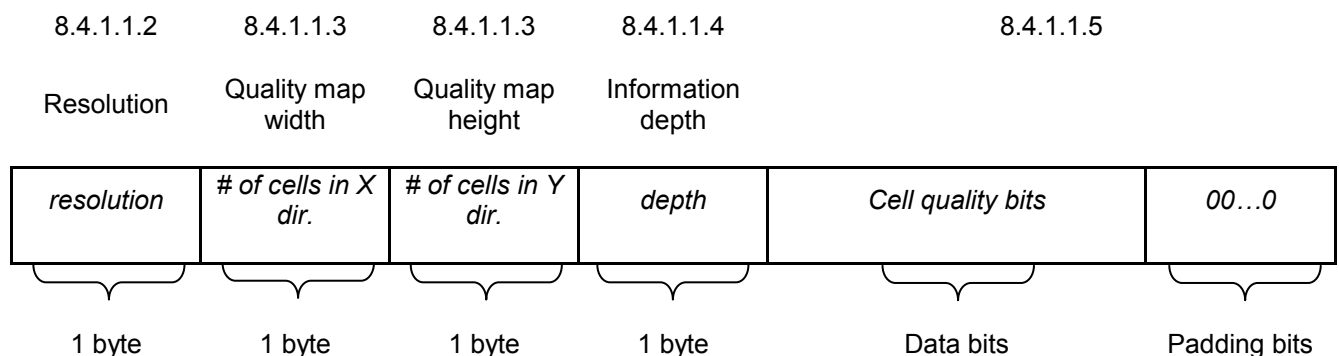 8.4.1.1.2 8.4.1.1.3 8.4.1.1.3 8.4.1.1.4 8.4.1.1.5
Resolution Quality map width Quality map height Information depth
resolution # of cells in X dir. # of cells in Y dir. depth Cell quality bits 00…0
1 byte 1 byte 1 byte 1 byte Data bits Padding bits